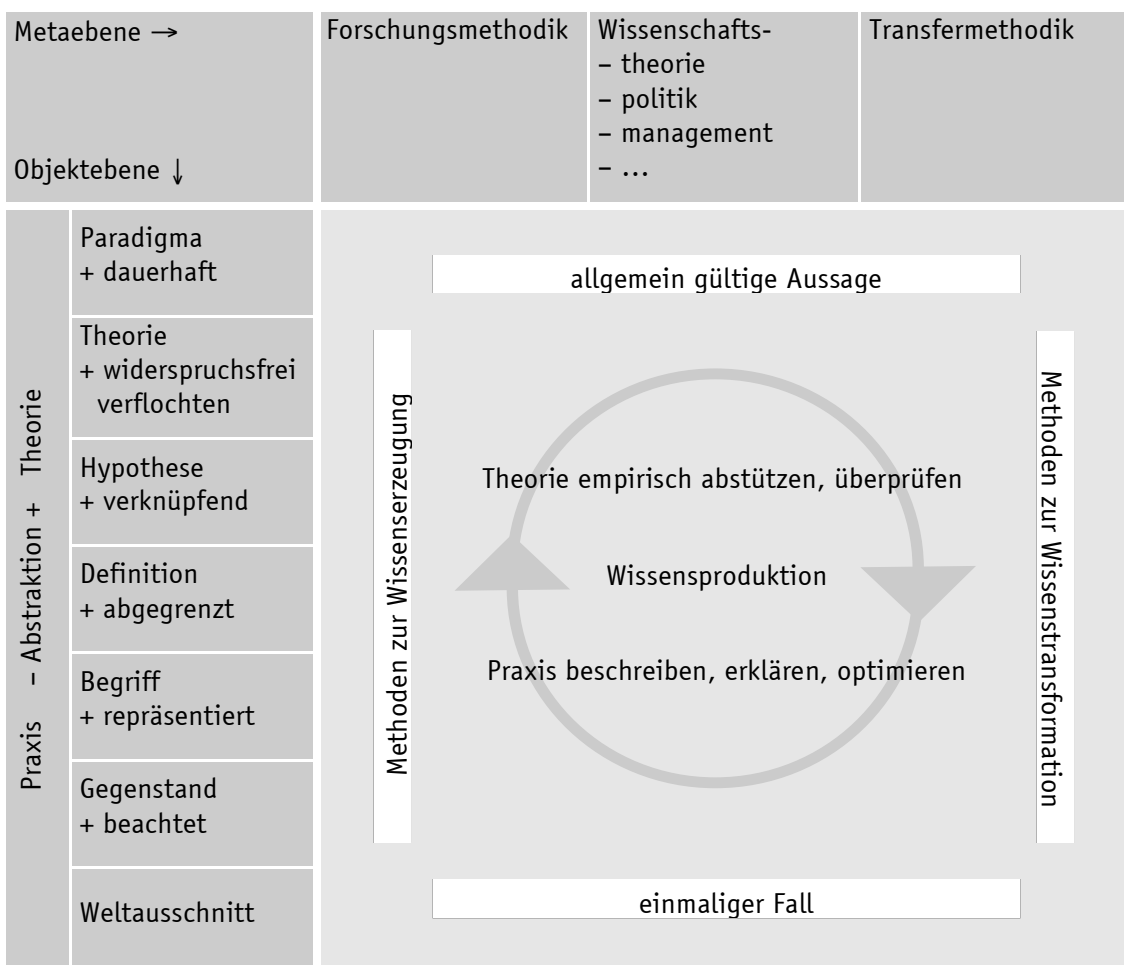 Metaebene →
Objektebene ↓
Forschungsmethodik
Wissenschafts-
– theorie
– politik
– management
– ...
Transfermethodik
Praxis – Abstraktion + Theorie
Paradigma
+ dauerhaft
Theorie
+ widerspruchsfrei
verflochten
Hypothese
+ verknüpfend
Definition
+ abgegrenzt
Begriff
+ repräsentiert
Gegenstand
+ beachtet
Weltausschnitt
allgemein gültige Aussage
Methoden zur Wissenserzeugung
Theorie empirisch abstützen, überprüfen
Wissensproduktion
Praxis beschreiben, erklären, optimieren
Methoden zur Wissenstransformation
einmaliger Fall